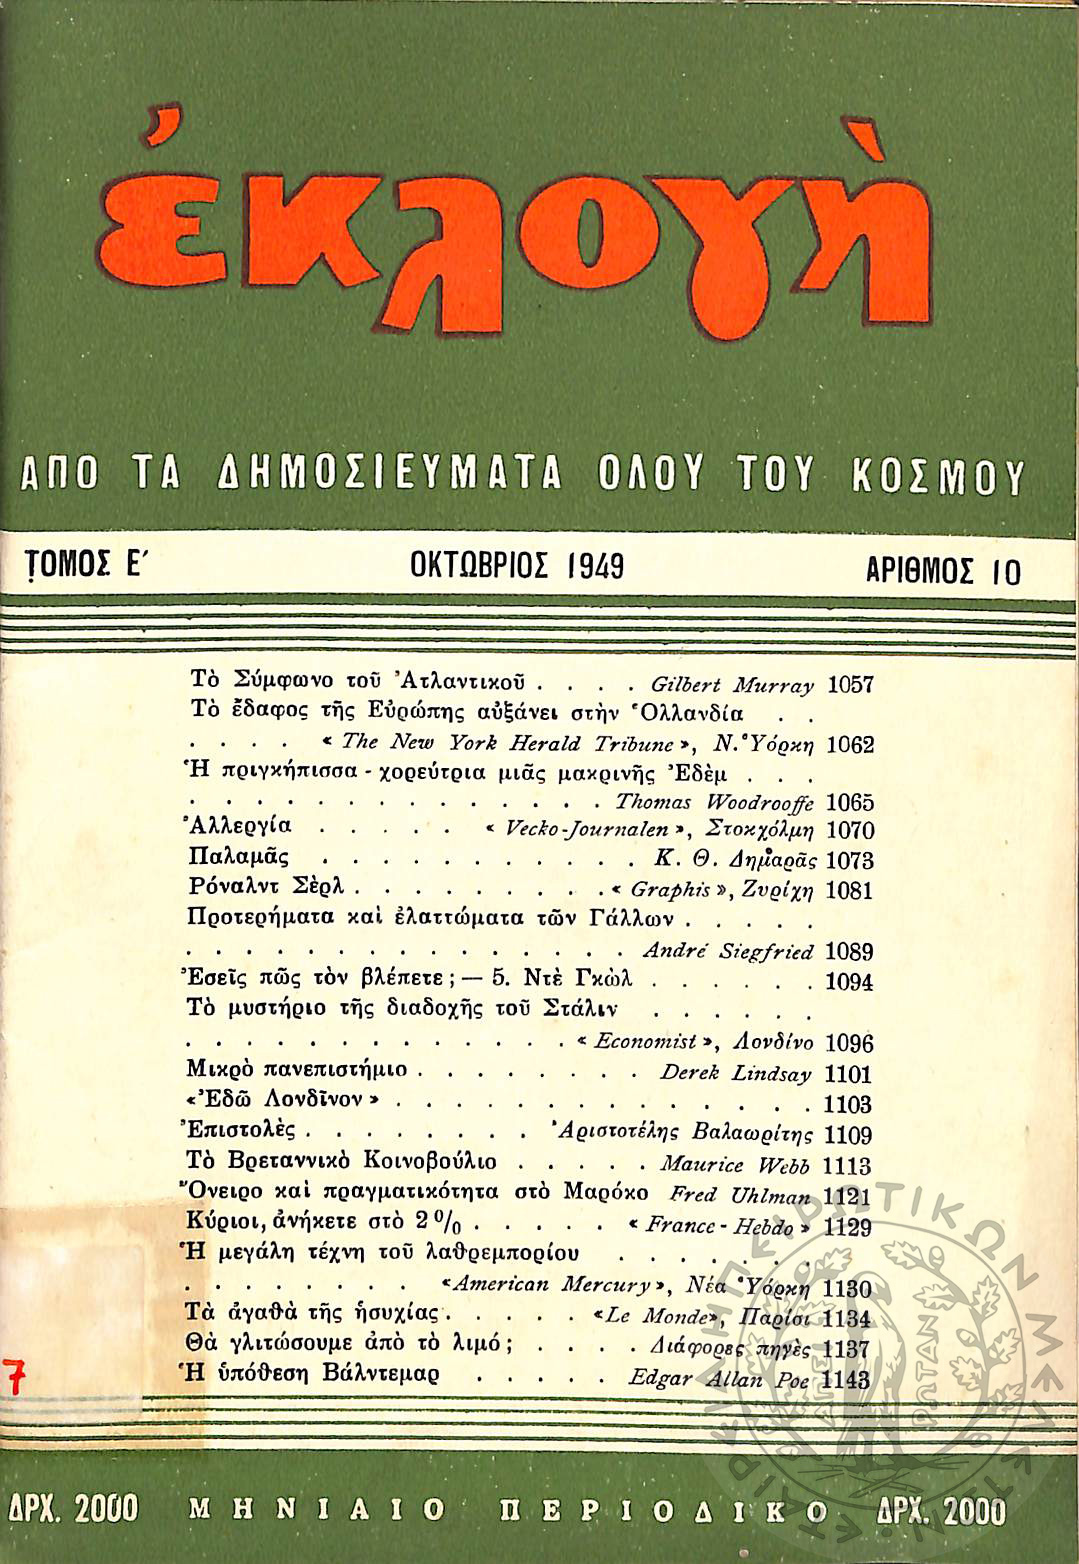 ἐκλογὴ
ΑΠΟ ΤΑ ΔΗΜΟΣΙΕΥΜΑΤΑ ΟΛΟΥ ΤΟΥ ΚΟΣΜΟΥ
ΤΟΜΟΣ Ε΄ ΟΚΤΩΒΡΙΟΣ 1949 ΑΡΙΘΜΟΣ 10
Τὸ Σύμφωνο τοῦ Ἀτλαντικοῦ . . . . Gilbert Murray 1057
Τὸ ἔδαφος τῆς Εὐρώπης αὐξάνει στὴν Ὁλλανδία . .
. . . . « The New York Herald Tribune », Ν. Ὑόρκη 1062
Ἡ πριγκήπισσα - χορεύτρια μιᾶς μακρινῆς Ἐδὲμ . . .
. . . . . . . . . . . . . . Thomas Woodrooffe 1065
Ἀλλεργία . . . . . « Vecko-Journalen », Στοκχόλμη 1070
Παλαμᾶς . . . . . . . . . . . Κ. Θ. Δημαρᾶς 1073
Ρόναλντ Σὲρλ . . . . . . . . . « Graphis », Ζυρίχη 1081
Προτερήματα καὶ ἐλαττώματα τῶν Γάλλων . . . . .
. . . . . . . . . . . . . . . André Siegfried 1089
Ἐσεῖς πῶς τὸν βλέπετε ; — 5. Ντὲ Γκὼλ . . . . . . 1094
Τὸ μυστήριο τῆς διαδοχῆς τοῦ Στάλιν . . . . . .
. . . . . . . . . . . . . « Economist », Λονδίνο 1096
Μικρὸ πανεπιστήμιο . . . . . . . . Derek Lindsay 1101
«Ἐδῶ Λονδῖνον » . . . . . . . . . . . . . . 1103
Ἐπιστολὲς . . . . . . . . Ἀριστοτέλης Βαλαωρίτης 1109
Τὸ Βρεταννικὸ Κοινοβούλιο . . . . . Maurice Webb 1113
Ὄνειρο καὶ πραγματικότητα στὸ Μαρόκο Fred Uhlman 1121
Κύριοι, ἀνήκετε στὸ 2 % . . . . . « France - Hebdo » 1129
Ἡ μεγάλη τέχνη τοῦ λαθρεμπορίου . . . . . . .
. . . . . . . . «American Mercury», Νέα Ὑόρκη 1130
Τὰ ἀγαθὰ τῆς ἡσυχίας . . . . . «Le Monde», Παρίσι 1134
Θὰ γλιτώσουμε ἀπὸ τὸ λιμό ; . . . . Διάφορες πηγὲς 1137
Ἡ ὑπόθεση Βάλντεμαρ . . . . . Edgar Allan Poe 1143
7
ΔΡΧ. 2000 ΜΗΝΙΑΙΟ ΠΕΡΙΟΔΙΚΟ ΔΡΧ. 2000
ΕΤΑΙΡΕΙΑ ΗΠΕΙΡΩΤΙΚΩΝ ΜΕΛΕΤΩΝ
ΑΠΕΙΡΩΤΑΝ